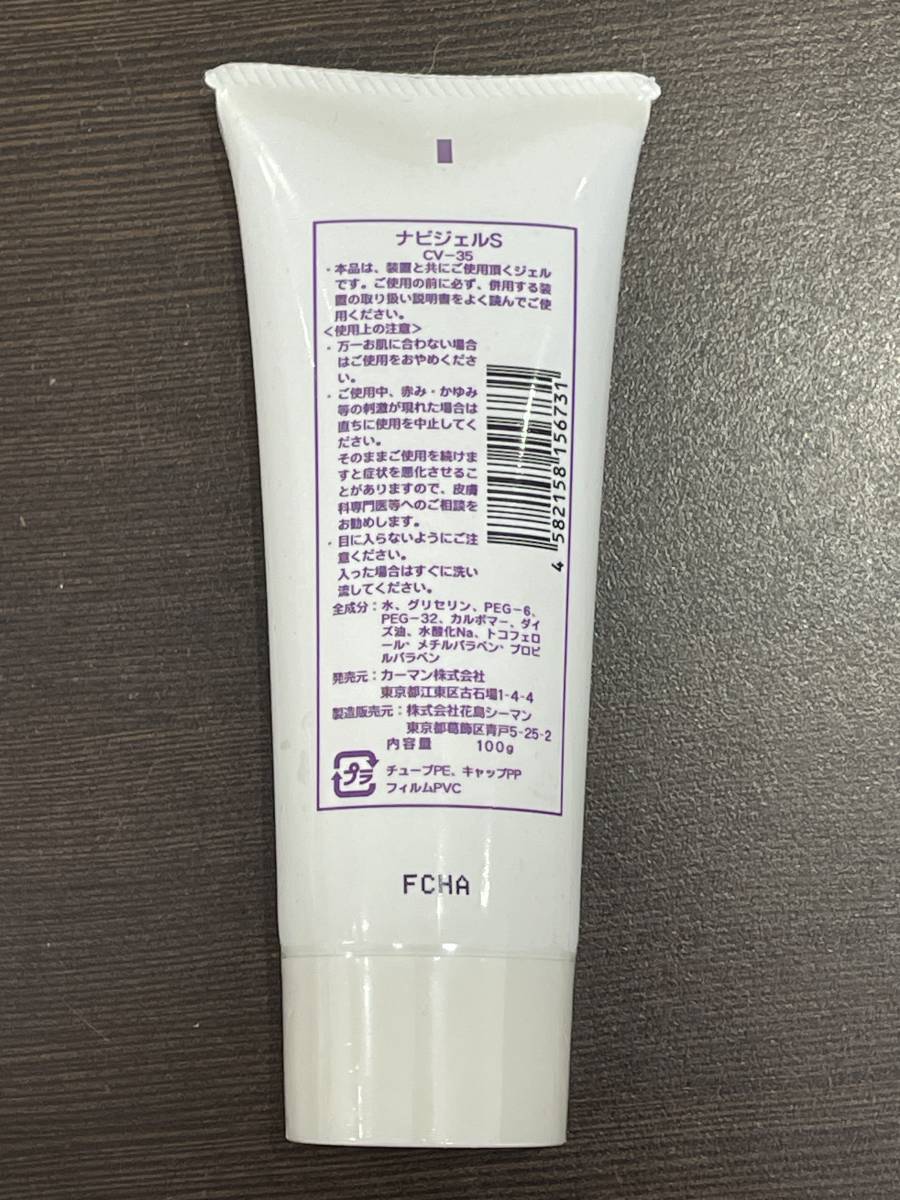 ナビジェルS
CV-35
・本品は、装置と共にご使用頂くジェル
です。ご使用の前に必ず、併用する装
置の取り扱い説明書をよく読んでご使
用ください。
<使用上の注意>
・万一お肌に合わない場合
はご使用をおやめくださ
い。
・ご使用中、赤み・かゆみ
等の刺激が現れた場合は
直ちに使用を中止してく
ださい。
そのままご使用を続けま
すと症状を悪化させるこ
とがありますので、皮膚
科専門医等へのご相談を
お勧めします。
・目に入らないようにご注
意ください。
入った場合はすぐに洗い
流してください。
全成分：水、グリセリン、PEG-6、
PEG-32、カルボマー、ダイ
ズ油、水酸化Na、トコフェロ
ール、メチルパラベン、プロピ
ルパラベン
発売元：カーマン株式会社
東京都江東区古石場1-4-4
製造販売元：株式会社花島シーマン
東京都葛飾区青戸5-25-2
内容量 100g
プラ
チューブPE、キャップPP
フィルムPVC
4 582158 156731
FCHA